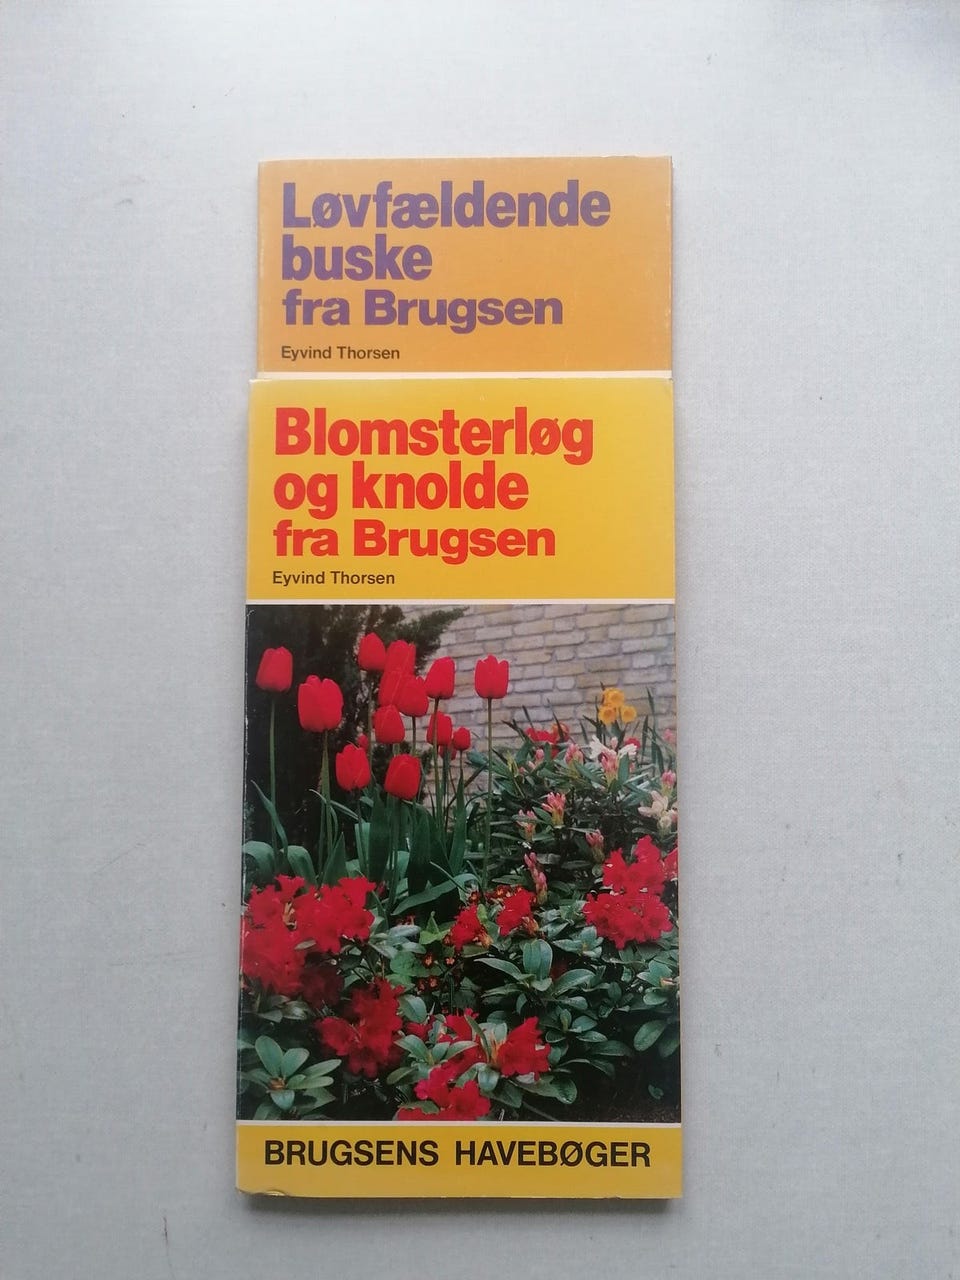 Løvfældende
buske
fra Brugsen
Eyvind Thorsen
Blomsterløg
og knolde
fra Brugsen
Eyvind Thorsen
BRUGSENS HAVEBØGER